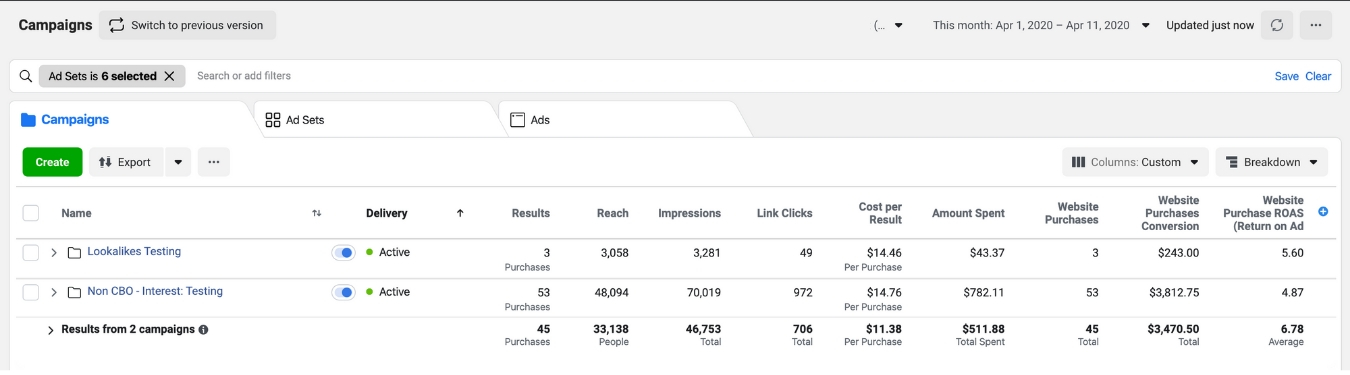 Campaigns Switch to previous version (... This month: Apr 1, 2020 – Apr 11, 2020 Updated just now
Ad Sets is 6 selected Search or add filters Save Clear
Campaigns Ad Sets Ads
Create Export Columns: Custom Breakdown
Name Delivery Results Reach Impressions Link Clicks Cost per Result Amount Spent Website Purchases Website Purchases Conversion Website Purchase ROAS (Return on Ad
Lookalikes Testing Active 3 3,058 3,281 49 $14.46 $43.37 3 $243.00 5.60
Purchases Per Purchase
Non CBO - Interest: Testing Active 53 48,094 70,019 972 $14.76 $782.11 53 $3,812.75 4.87
Purchases Per Purchase
Results from 2 campaigns 45 33,138 46,753 706 $11.38 $511.88 45 $3,470.50 6.78
Purchases People Total Total Per Purchase Total Spent Total Total Average